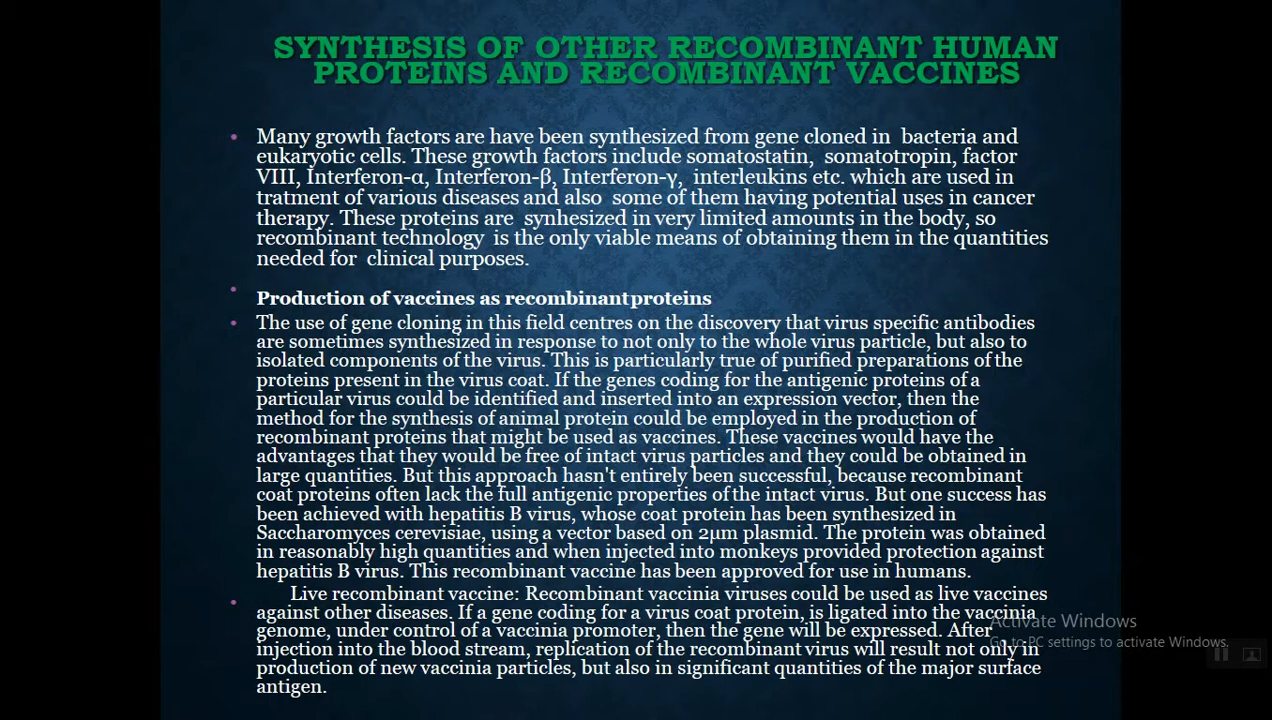 SYNTHESIS OF OTHER RECOMBINANT HUMAN
PROTEINS AND RECOMBINANT VACCINES
• Many growth factors are have been synthesized from gene cloned in bacteria and
eukaryotic cells. These growth factors include somatostatin, somatotropin, factor
VIII, Interferon-α, Interferon-β, Interferon-γ, interleukins etc. which are used in
tratment of various diseases and also some of them having potential uses in cancer
therapy. These proteins are synhesized in very limited amounts in the body, so
recombinant technology is the only viable means of obtaining them in the quantities
needed for clinical purposes.
• Production of vaccines as recombinant proteins
• The use of gene cloning in this field centres on the discovery that virus specific antibodies
are sometimes synthesized in response to not only to the whole virus particle, but also to
isolated components of the virus. This is particularly true of purified preparations of the
proteins present in the virus coat. If the genes coding for the antigenic proteins of a
particular virus could be identified and inserted into an expression vector, then the
method for the synthesis of animal protein could be employed in the production of
recombinant proteins that might be used as vaccines. These vaccines would have the
advantages that they would be free of intact virus particles and they could be obtained in
large quantities. But this approach hasn't entirely been successful, because recombinant
coat proteins often lack the full antigenic properties of the intact virus. But one success has
been achieved with hepatitis B virus, whose coat protein has been synthesized in
Saccharomyces cerevisiae, using a vector based on 2μm plasmid. The protein was obtained
in reasonably high quantities and when injected into monkeys provided protection against
hepatitis B virus. This recombinant vaccine has been approved for use in humans.
• Live recombinant vaccine: Recombinant vaccinia viruses could be used as live vaccines
against other diseases. If a gene coding for a virus coat protein, is ligated into the vaccinia
genome, under control of a vaccinia promoter, then the gene will be expressed. After
injection into the blood stream, replication of the recombinant virus will result not only in
production of new vaccinia particles, but also in significant quantities of the major surface
antigen.
Activate Windows
Go to PC settings to activate Windows.